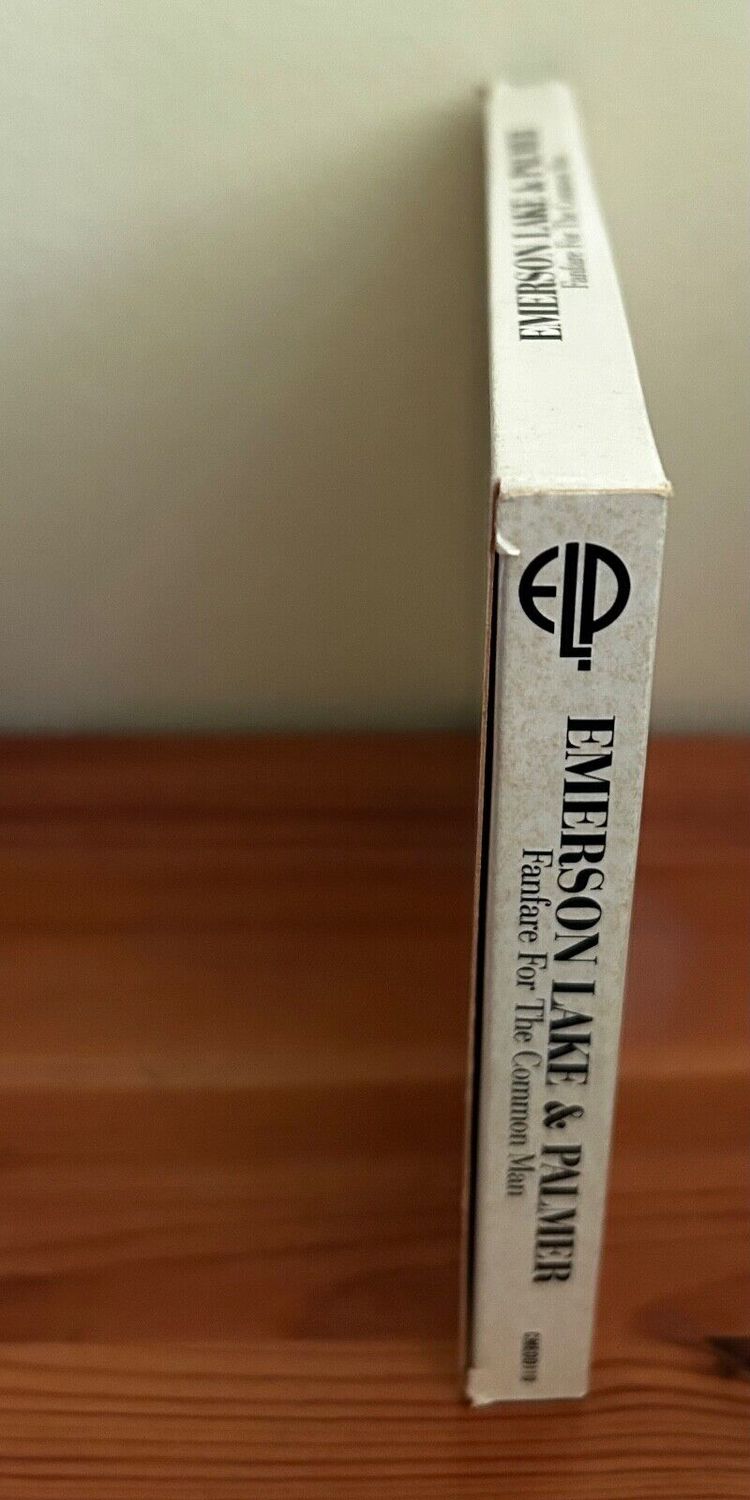 EMERSON LAKE & PALMER
Fanfare For The Common Man
ELP
EMERSON LAKE & PALMER
Fanfare For The Common Man